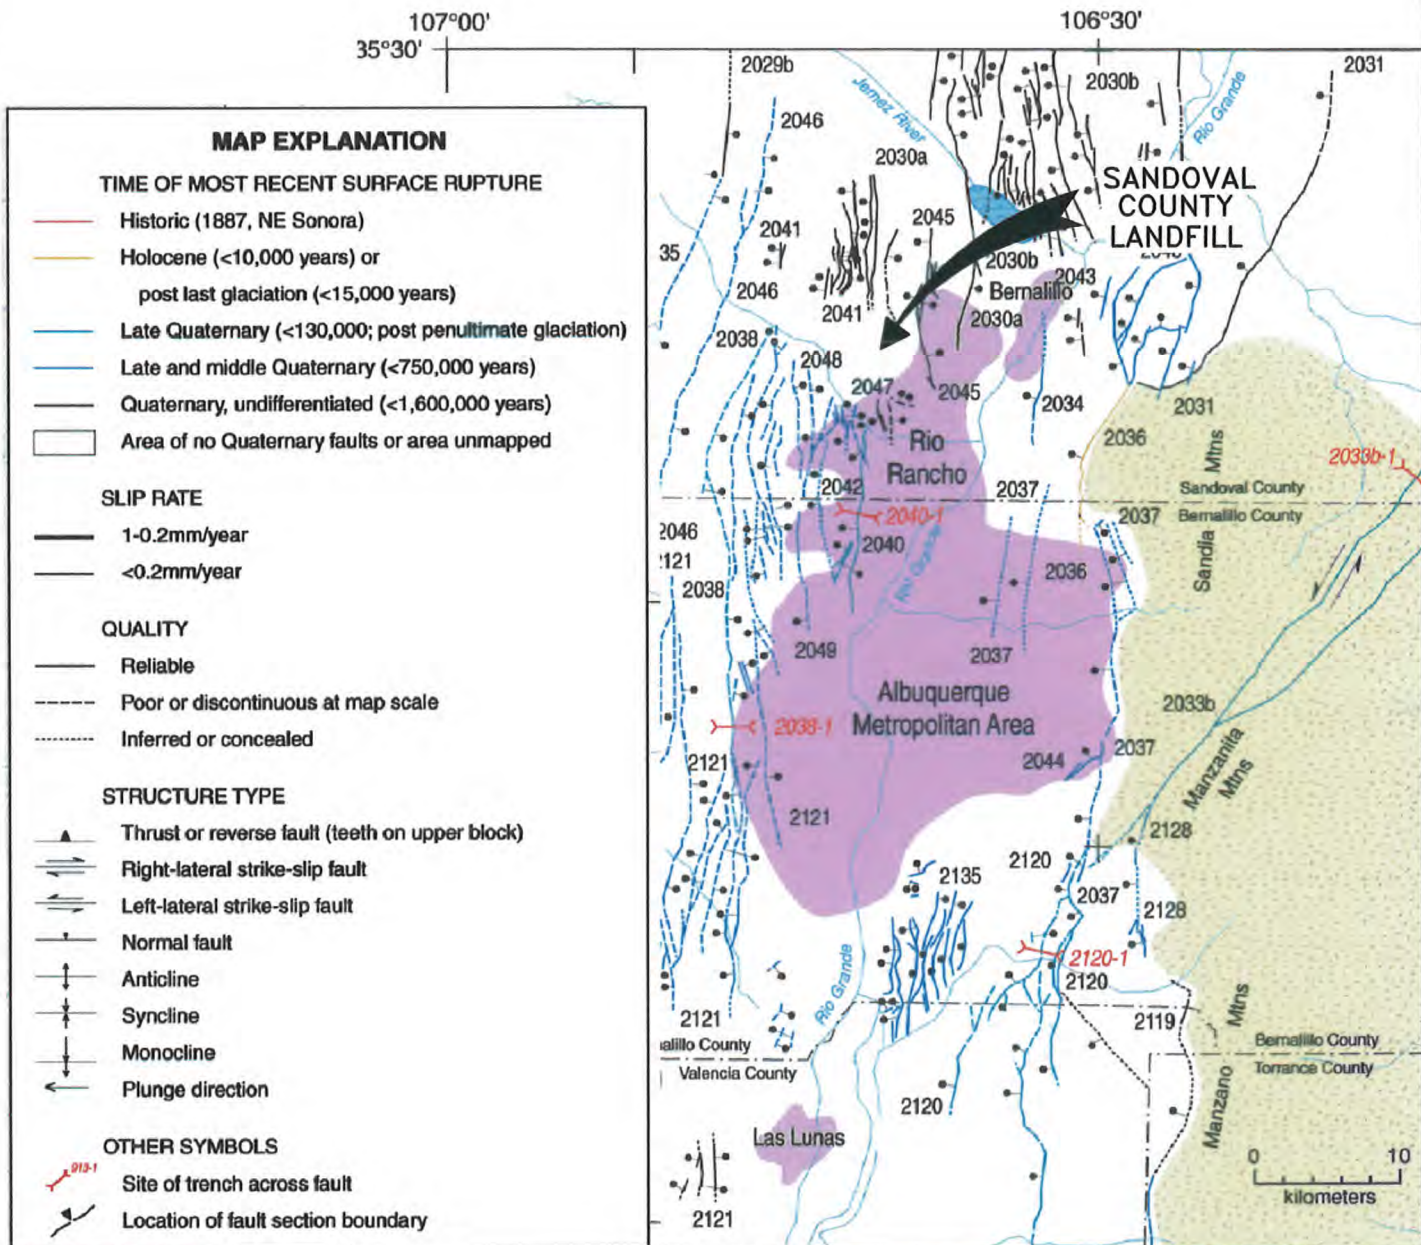 107°00'
106°30'
35°30'
MAP EXPLANATION
TIME OF MOST RECENT SURFACE RUPTURE
Historic (1887, NE Sonora)
Holocene (<10,000 years) or
post last glaciation (<15,000 years)
Late Quaternary (<130,000; post penultimate glaciation)
Late and middle Quaternary (<750,000 years)
Quaternary, undifferentiated (<1,600,000 years)
Area of no Quaternary faults or area unmapped
SLIP RATE
1-0.2mm/year
<0.2mm/year
QUALITY
Reliable
Poor or discontinuous at map scale
Inferred or concealed
STRUCTURE TYPE
Thrust or reverse fault (teeth on upper block)
Right-lateral strike-slip fault
Left-lateral strike-slip fault
Normal fault
Anticline
Syncline
Monocline
Plunge direction
OTHER SYMBOLS
913-1
Site of trench across fault
Location of fault section boundary
2029b
2030b
2031
Jemez River
Rio Grande
2046
2030a
SANDOVAL
COUNTY
LANDFILL
2045
2041
35
2030b
2043
2046
Bernalillo
2041
2030a
2038
2048
2047
2045
2034
2031
2036
Rio
Rancho
Mtns
2033b-1
2042
2037
Sandoval County
Bernalillo County
2040-1
2037
2046
2040
Sandia
2121
2036
2038
Rio Grande
2049
2037
Albuquerque
Metropolitan Area
2033b
2038-1
2037
2044
Manzanita
Mtns
2121
2121
2128
2120
2135
2037
2128
2120-1
2120
Rio Grande
2119
Mtns
2121
alillo County
Valencia County
Bernalillo County
Torrance County
2120
Manzano
Las Lunas
0
10
kilometers
2121